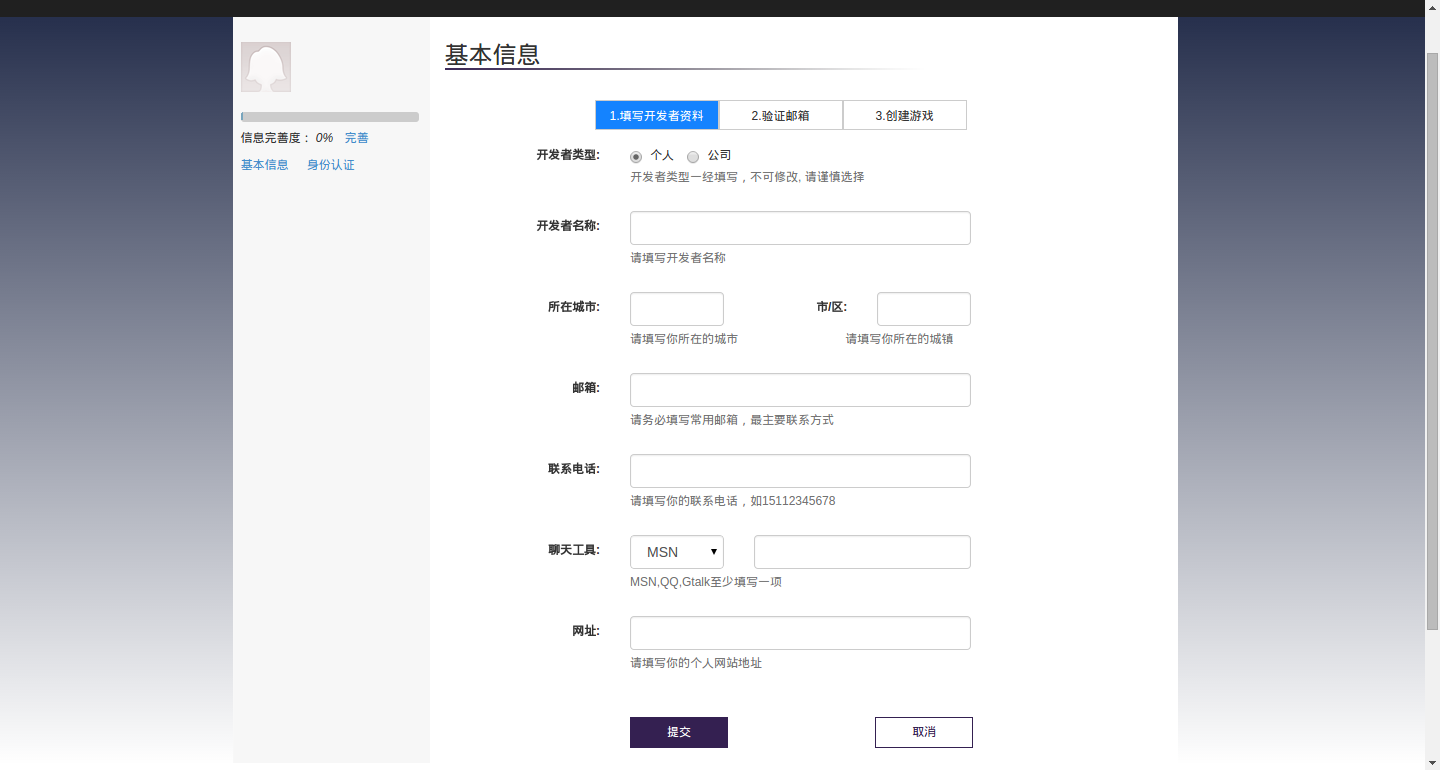 基本信息
信息完善度： 0% 完善
基本信息 身份认证
1.填写开发者资料 2.验证邮箱 3.创建游戏
开发者类型: 个人 公司
开发者类型一经填写，不可修改, 请谨慎选择
开发者名称:
请填写开发者名称
所在城市: 市/区:
请填写你所在的城市 请填写你所在的城镇
邮箱:
请务必填写常用邮箱，最主要联系方式
联系电话:
请填写你的联系电话，如15112345678
聊天工具: MSN
MSN,QQ,Gtalk至少填写一项
网址:
请填写你的个人网站地址
提交 取消